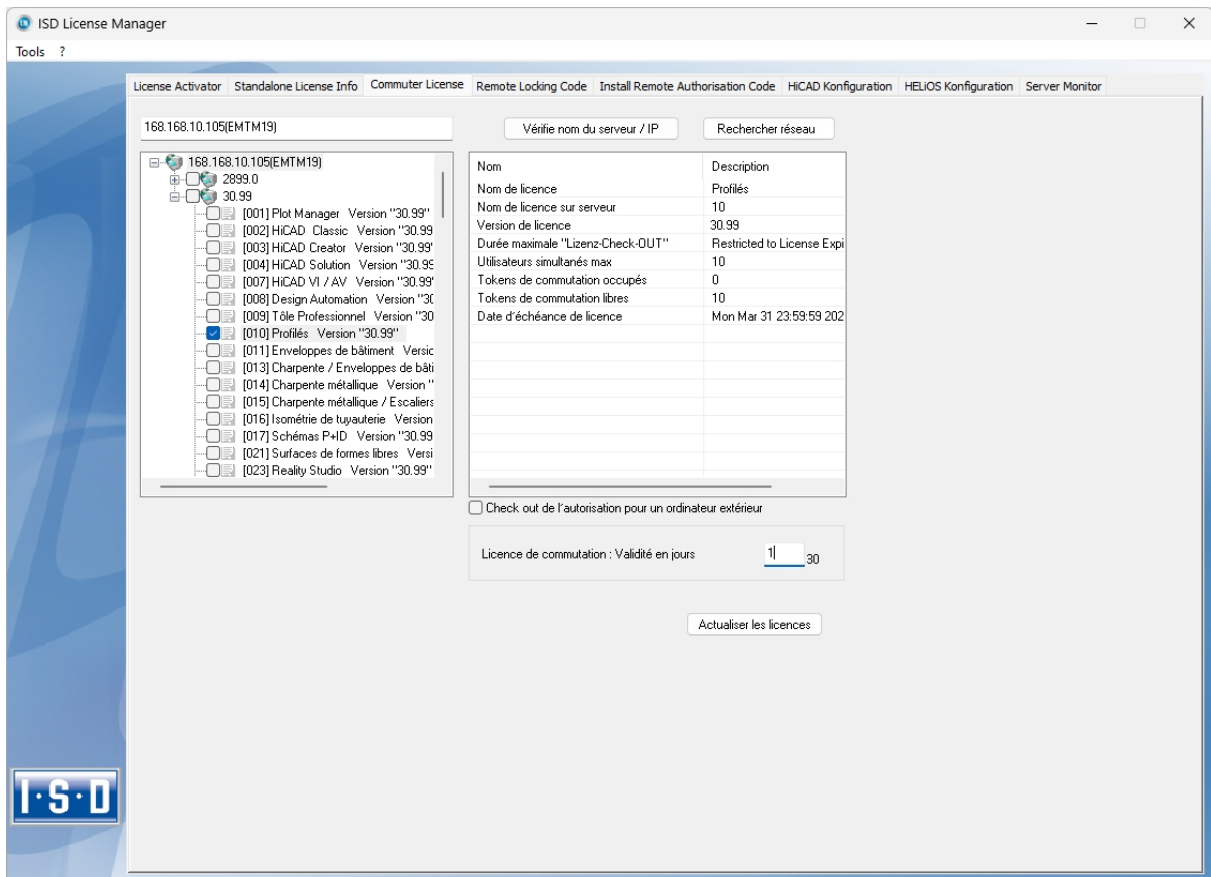 ISD License Manager
Tools ?
License Activator Standalone License Info Commuter License Remote Locking Code Install Remote Authorisation Code HiCAD Konfiguration HELiOS Konfiguration Server Monitor
168.168.10.105(EMTM19) Vérifie nom du serveur / IP Rechercher réseau
168.168.10.105(EMTM19)
2899.0
30.99
[001] Plot Manager Version "30.99"
[002] HiCAD Classic Version "30.99
[003] HiCAD Creator Version "30.99"
[004] HiCAD Solution Version "30.99
[007] HiCAD VI / AV Version "30.99"
[008] Design Automation Version "30
[009] Tôle Professionnel Version "30
[010] Profilés Version "30.99"
[011] Enveloppes de bâtiment Versic
[013] Charpente / Enveloppes de bâti
[014] Charpente métallique Version "
[015] Charpente métallique / Escaliers
[016] Isométrie de tuyauterie Version
[017] Schémas P+ID Version "30.99
[021] Surfaces de formes libres Versi
[023] Reality Studio Version "30.99"
Nom Description
Nom de licence Profilés
Nom de licence sur serveur 10
Version de licence 30.99
Durée maximale "Lizenz-Check-OUT" Restricted to License Expi
Utilisateurs simultanés max 10
Tokens de commutation occupés 0
Tokens de commutation libres 10
Date d'échéance de licence Mon Mar 31 23:59:59 202
Check out de l'autorisation pour un ordinateur extérieur
Licence de commutation : Validité en jours 1 30
Actualiser les licences
I·S·D